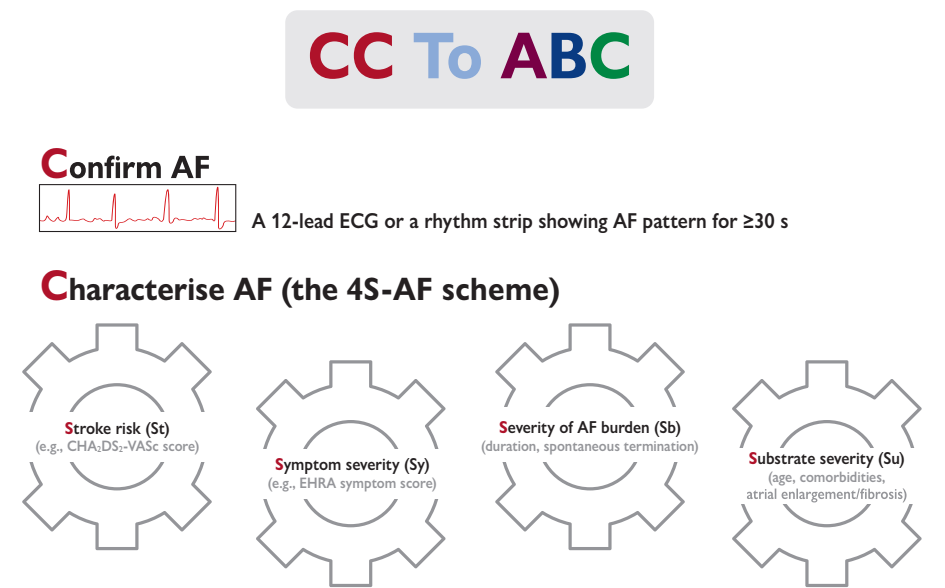 CC To ABC
Confirm AF
A 12-lead ECG or a rhythm strip showing AF pattern for ≥30 s
Characterise AF (the 4S-AF scheme)
Stroke risk (St)
(e.g., CHA₂DS₂-VASc score)
Symptom severity (Sy)
(e.g., EHRA symptom score)
Severity of AF burden (Sb)
(duration, spontaneous termination)
Substrate severity (Su)
(age, comorbidities,
atrial enlargement/fibrosis)